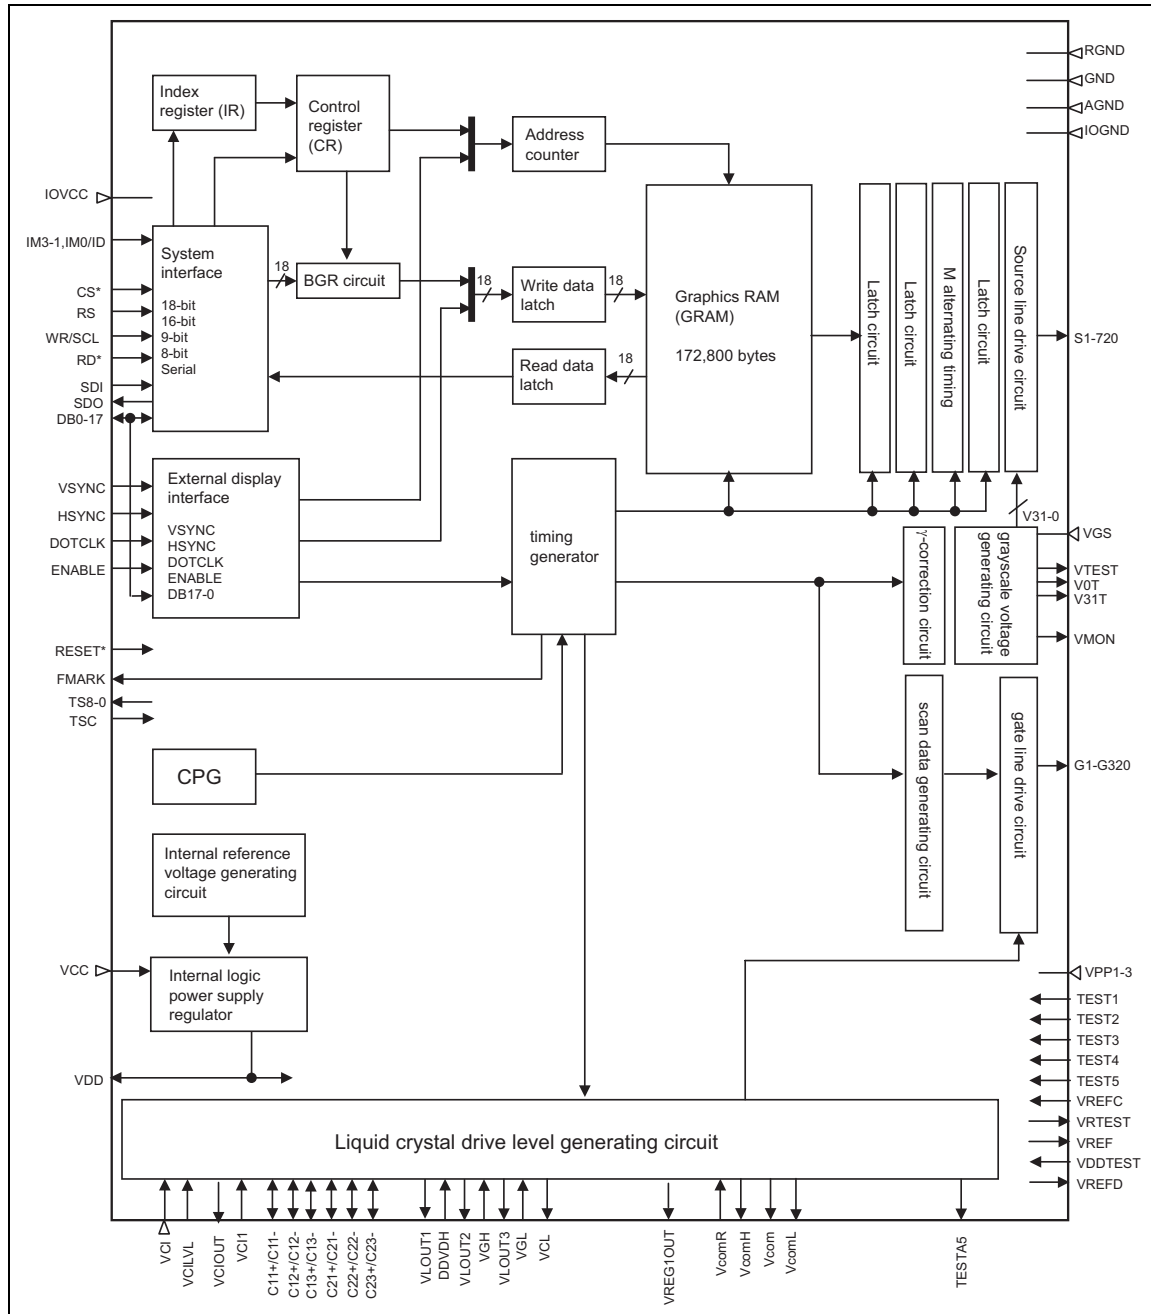 RGND
GND
AGND
IOGND
Index
register (IR)
Control
register
(CR)
Address
counter
IOVCC
IM3-1,IM0/ID
CS*
RS
WR/SCL
RD*
SDI
SDO
DB0-17
System
interface
18-bit
16-bit
9-bit
8-bit
Serial
18
BGR circuit
18
Write data
latch
18
Read data
latch
18
Graphics RAM
(GRAM)
172,800 bytes
Latch circuit
Latch circuit
M alternating timing
Latch circuit
Source line drive circuit
S1-720
VSYNC
HSYNC
DOTCLK
ENABLE
External display
interface
VSYNC
HSYNC
DOTCLK
ENABLE
DB17-0
timing
generator
V31-0
γ-correction circuit
grayscale voltage
generating circuit
VGS
VTEST
V0T
V31T
VMON
RESET*
FMARK
TS8-0
TSC
CPG
scan data generating circuit
gate line drive circuit
G1-G320
Internal reference
voltage generating
circuit
VCC
Internal logic
power supply
regulator
VDD
VPP1-3
TEST1
TEST2
TEST3
TEST4
TEST5
VREFC
VRTEST
VREF
VDDTEST
VREFD
Liquid crystal drive level generating circuit
VCI
VCILVL
VCIOUT
VCI1
C11+/C11-
C12+/C12-
C13+/C13-
C21+/C21-
C22+/C22-
C23+/C23-
VLOUT1
DDVDH
VLOUT2
VGH
VLOUT3
VGL
VCL
VREG1OUT
VcomR
VcomH
Vcom
VcomL
TESTA5